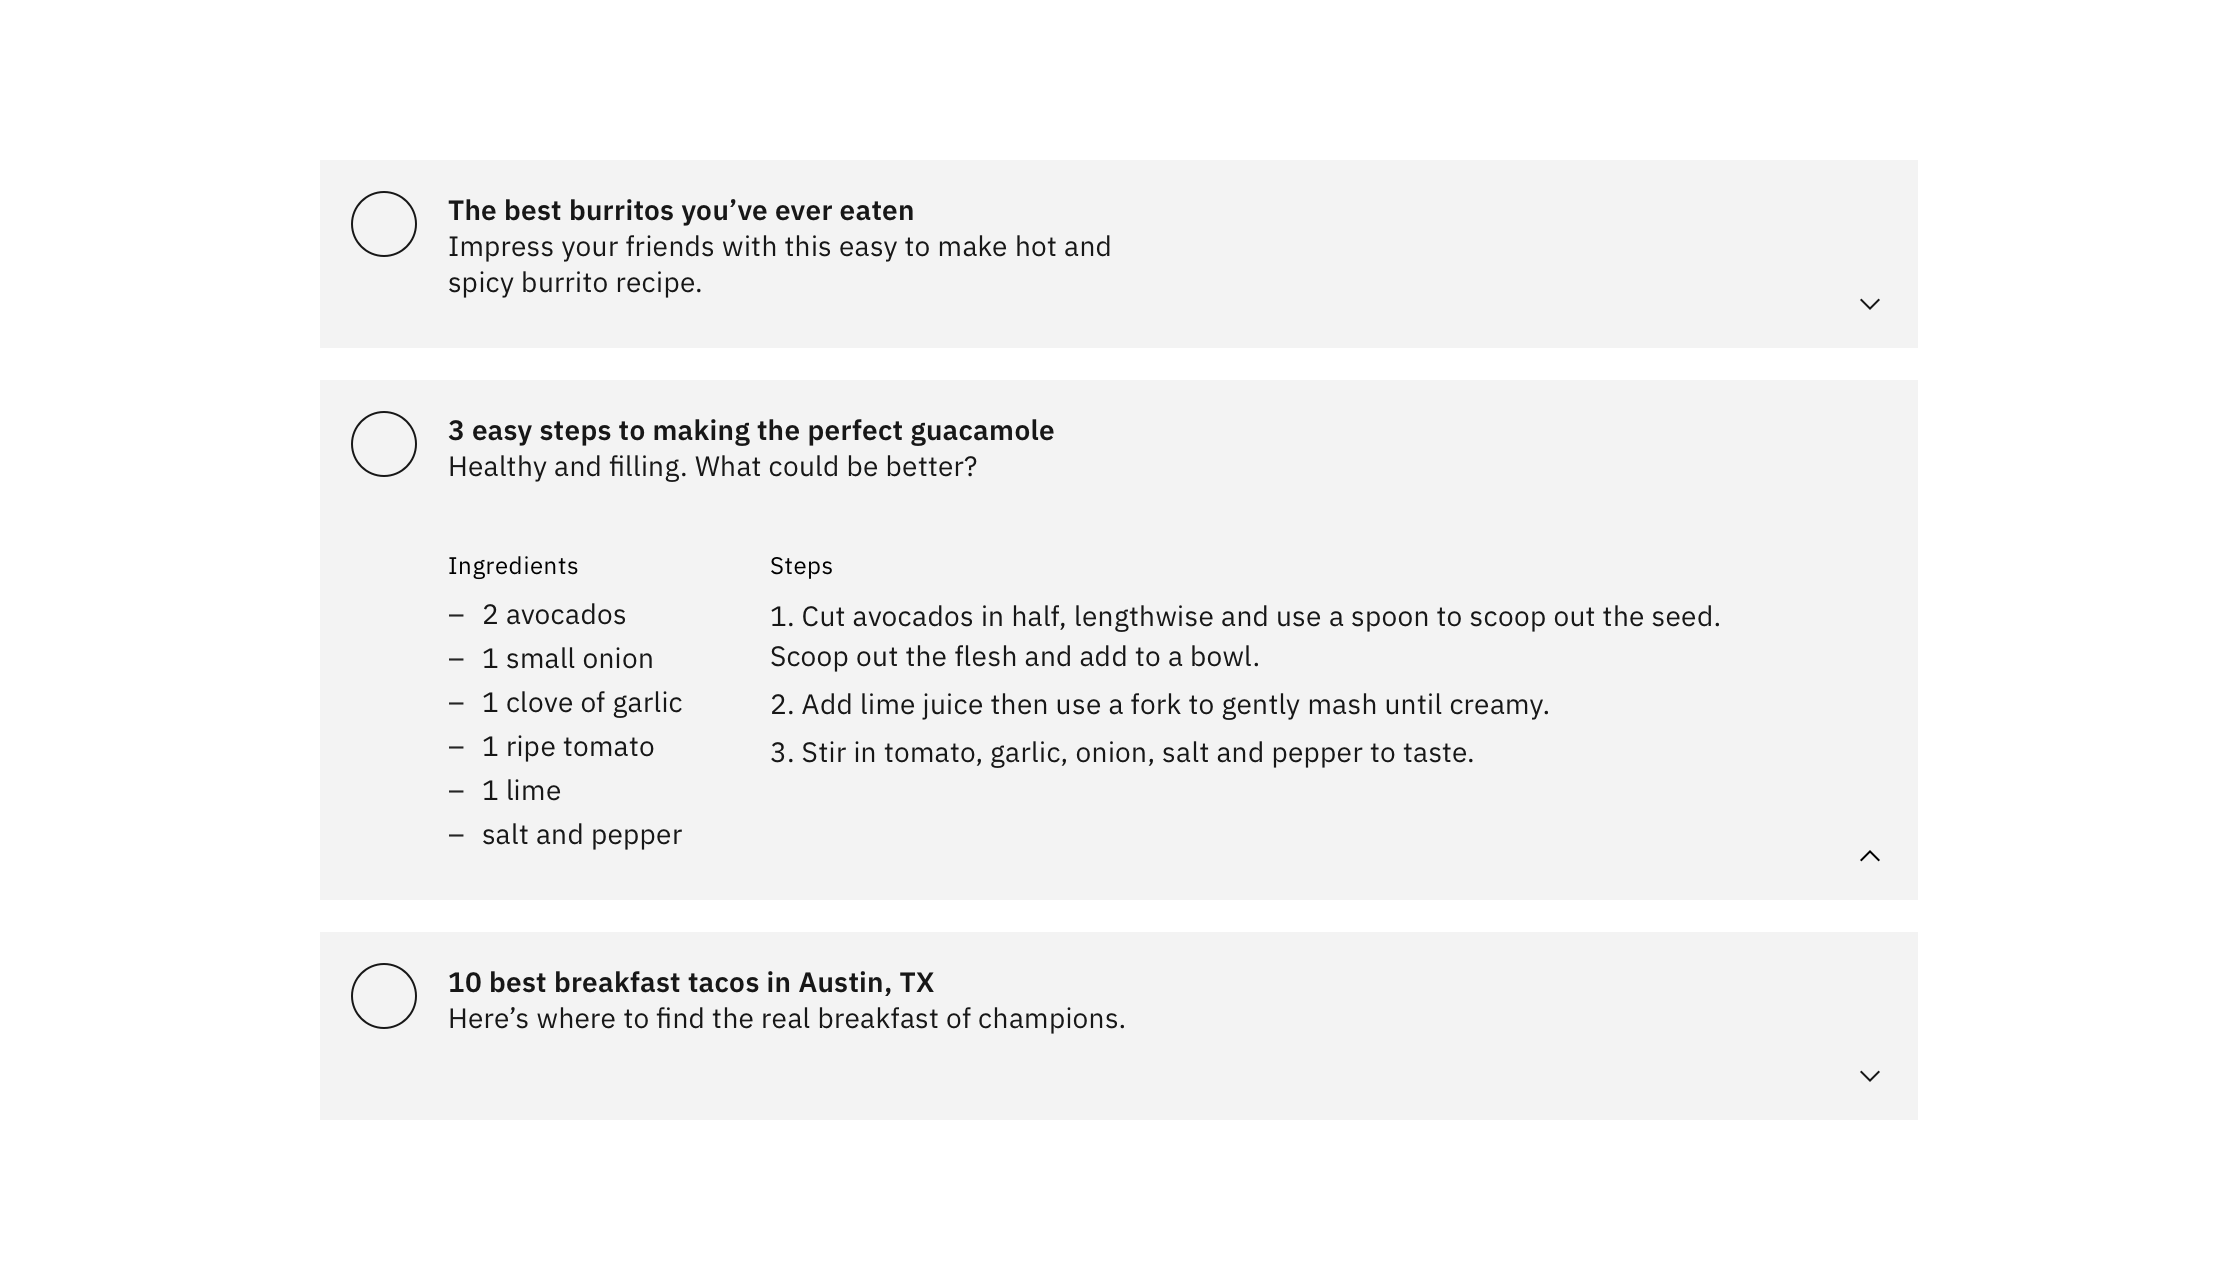 The best burritos you’ve ever eaten
Impress your friends with this easy to make hot and
spicy burrito recipe.
3 easy steps to making the perfect guacamole
Healthy and filling. What could be better?
Ingredients
– 2 avocados
– 1 small onion
– 1 clove of garlic
– 1 ripe tomato
– 1 lime
– salt and pepper
Steps
1. Cut avocados in half, lengthwise and use a spoon to scoop out the seed.
Scoop out the flesh and add to a bowl.
2. Add lime juice then use a fork to gently mash until creamy.
3. Stir in tomato, garlic, onion, salt and pepper to taste.
10 best breakfast tacos in Austin, TX
Here’s where to find the real breakfast of champions.